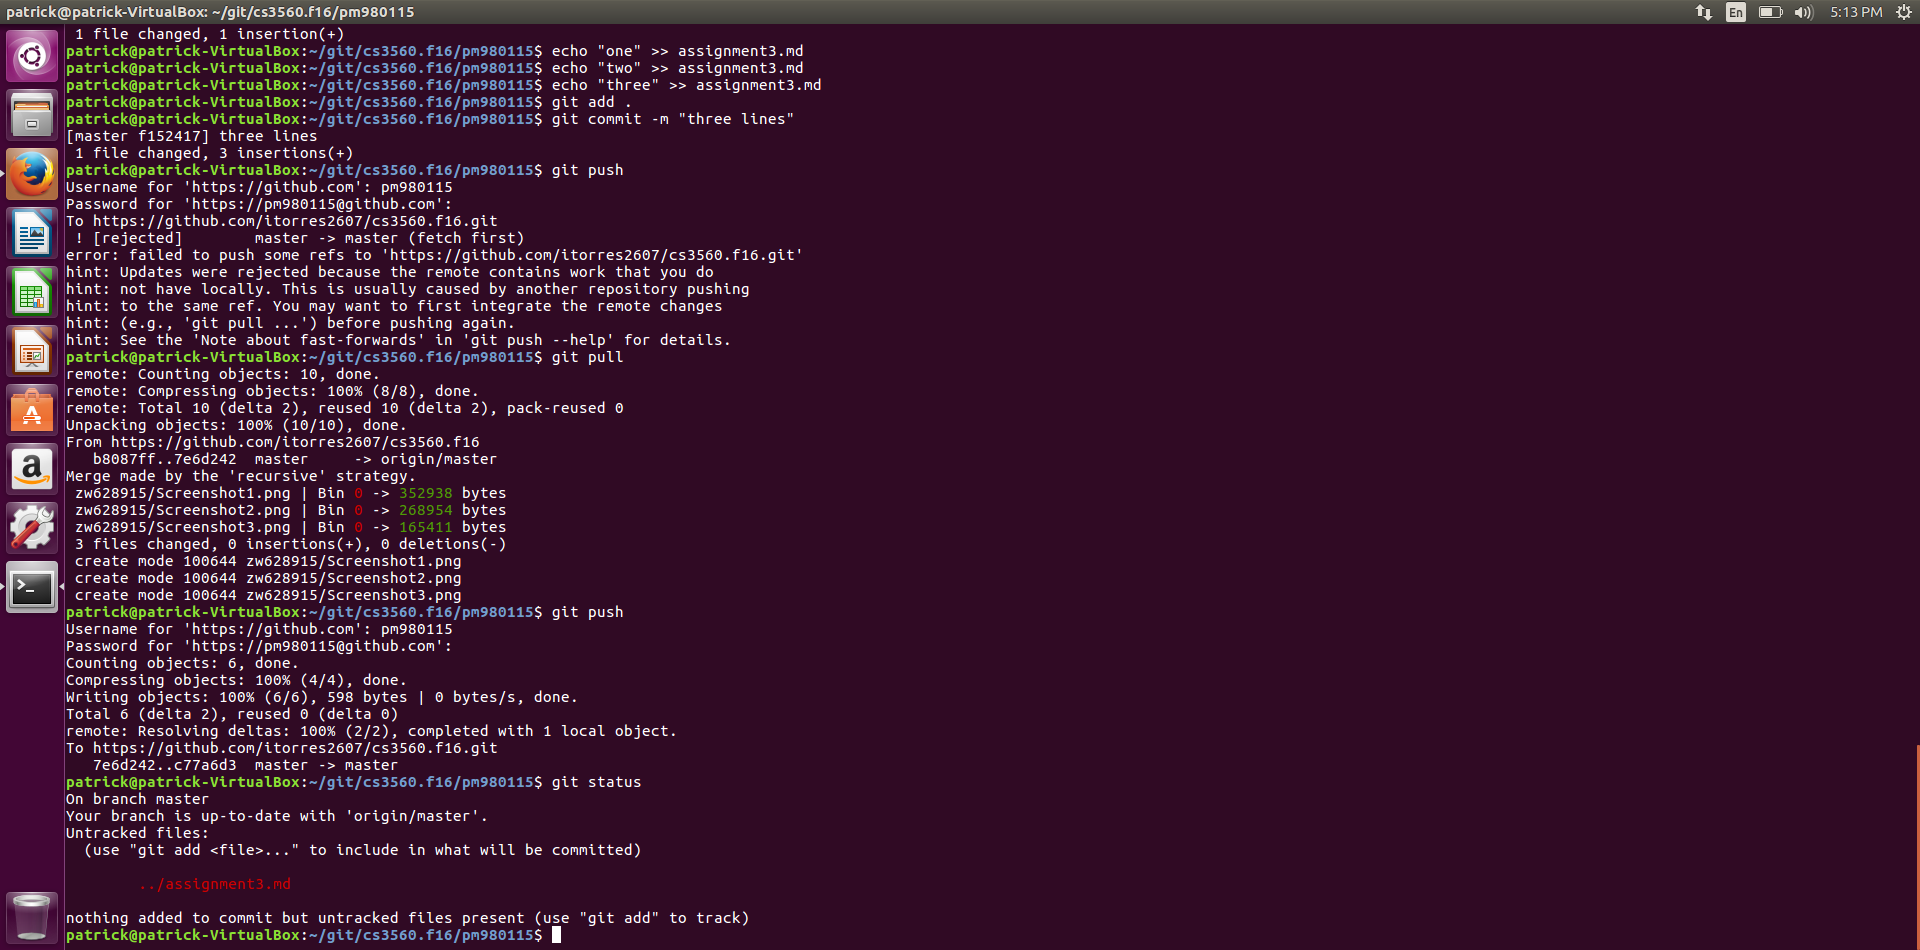 patrick@patrick-VirtualBox: ~/git/cs3560.f16/pm980115
En
5:13 PM
 1 file changed, 1 insertion(+)
patrick@patrick-VirtualBox:~/git/cs3560.f16/pm980115$ echo "one" >> assignment3.md
patrick@patrick-VirtualBox:~/git/cs3560.f16/pm980115$ echo "two" >> assignment3.md
patrick@patrick-VirtualBox:~/git/cs3560.f16/pm980115$ echo "three" >> assignment3.md
patrick@patrick-VirtualBox:~/git/cs3560.f16/pm980115$ git add .
patrick@patrick-VirtualBox:~/git/cs3560.f16/pm980115$ git commit -m "three lines"
[master f152417] three lines
 1 file changed, 3 insertions(+)
patrick@patrick-VirtualBox:~/git/cs3560.f16/pm980115$ git push
Username for 'https://github.com': pm980115
Password for 'https://pm980115@github.com':
To https://github.com/itorres2607/cs3560.f16.git
 ! [rejected]        master -> master (fetch first)
error: failed to push some refs to 'https://github.com/itorres2607/cs3560.f16.git'
hint: Updates were rejected because the remote contains work that you do
hint: not have locally. This is usually caused by another repository pushing
hint: to the same ref. You may want to first integrate the remote changes
hint: (e.g., 'git pull ...') before pushing again.
hint: See the 'Note about fast-forwards' in 'git push --help' for details.
patrick@patrick-VirtualBox:~/git/cs3560.f16/pm980115$ git pull
remote: Counting objects: 10, done.
remote: Compressing objects: 100% (8/8), done.
remote: Total 10 (delta 2), reused 10 (delta 2), pack-reused 0
Unpacking objects: 100% (10/10), done.
From https://github.com/itorres2607/cs3560.f16
   b8087ff..7e6d242  master     -> origin/master
Merge made by the 'recursive' strategy.
 zw628915/Screenshot1.png | Bin 0 -> 352938 bytes
 zw628915/Screenshot2.png | Bin 0 -> 268954 bytes
 zw628915/Screenshot3.png | Bin 0 -> 165411 bytes
 3 files changed, 0 insertions(+), 0 deletions(-)
 create mode 100644 zw628915/Screenshot1.png
 create mode 100644 zw628915/Screenshot2.png
 create mode 100644 zw628915/Screenshot3.png
patrick@patrick-VirtualBox:~/git/cs3560.f16/pm980115$ git push
Username for 'https://github.com': pm980115
Password for 'https://pm980115@github.com':
Counting objects: 6, done.
Compressing objects: 100% (4/4), done.
Writing objects: 100% (6/6), 598 bytes | 0 bytes/s, done.
Total 6 (delta 2), reused 0 (delta 0)
remote: Resolving deltas: 100% (2/2), completed with 1 local object.
To https://github.com/itorres2607/cs3560.f16.git
   7e6d242..c77a6d3  master -> master
patrick@patrick-VirtualBox:~/git/cs3560.f16/pm980115$ git status
On branch master
Your branch is up-to-date with 'origin/master'.
Untracked files:
  (use "git add <file>..." to include in what will be committed)
        ../assignment3.md
nothing added to commit but untracked files present (use "git add" to track)
patrick@patrick-VirtualBox:~/git/cs3560.f16/pm980115$